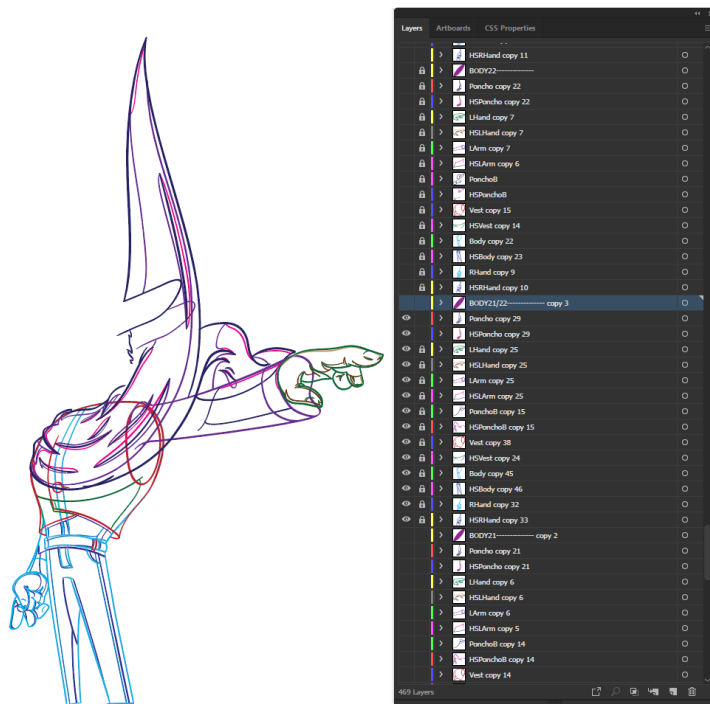 Layers Artboards CSS Properties
HSRHand copy 11
BODY22---------------
Poncho copy 22
HSPoncho copy 22
LHand copy 7
HSLHand copy 7
LArm copy 7
HSLArm copy 6
PonchoB
HSPonchoB
Vest copy 15
HSVest copy 14
Body copy 22
HSBody copy 23
RHand copy 9
HSRHand copy 10
BODY21/22--------------- copy 3
Poncho copy 29
HSPoncho copy 29
LHand copy 25
HSLHand copy 25
LArm copy 25
HSLArm copy 25
PonchoB copy 15
HSPonchoB copy 15
Vest copy 38
HSVest copy 24
Body copy 45
HSBody copy 46
RHand copy 32
HSRHand copy 33
BODY21--------------- copy 2
Poncho copy 21
HSPoncho copy 21
LHand copy 6
HSLHand copy 6
LArm copy 6
HSLArm copy 5
PonchoB copy 14
HSPonchoB copy 14
Vest copy 14
469 Layers